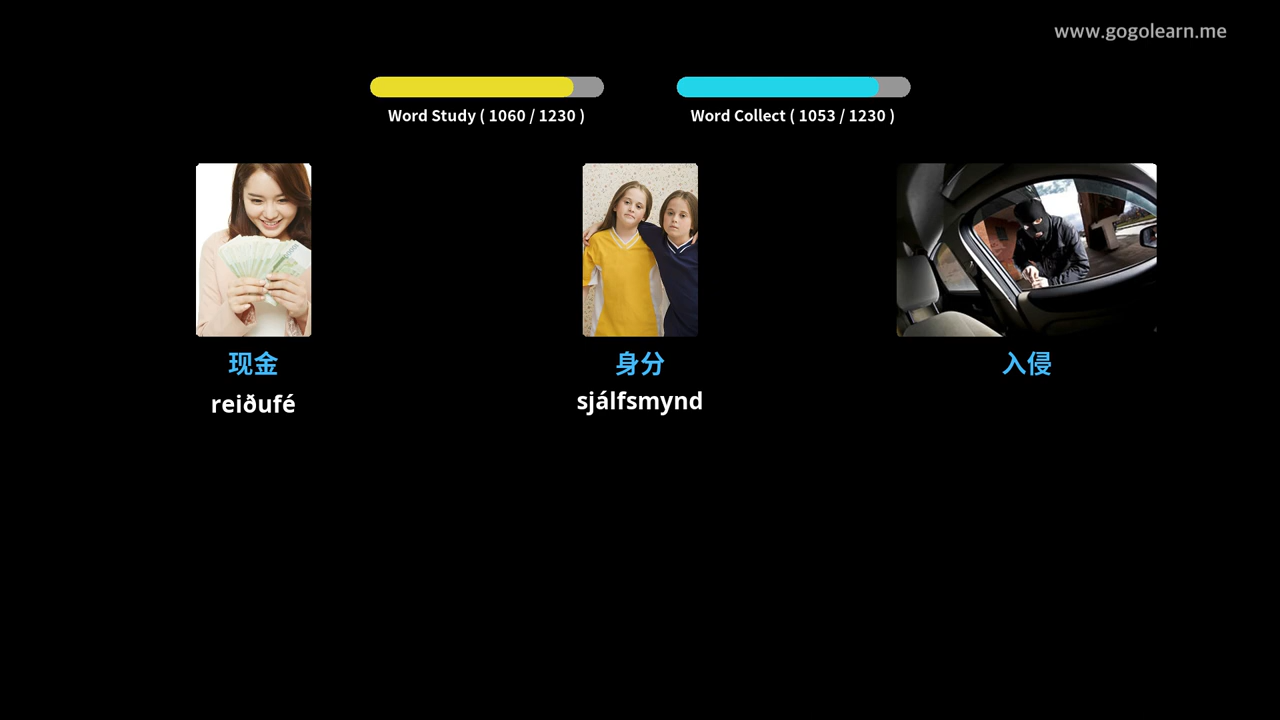 www.gogolearn.me
Word Study ( 1060 / 1230 )
Word Collect ( 1053 / 1230 )
现金
reiðufé
身分
sjálfsmynd
入侵